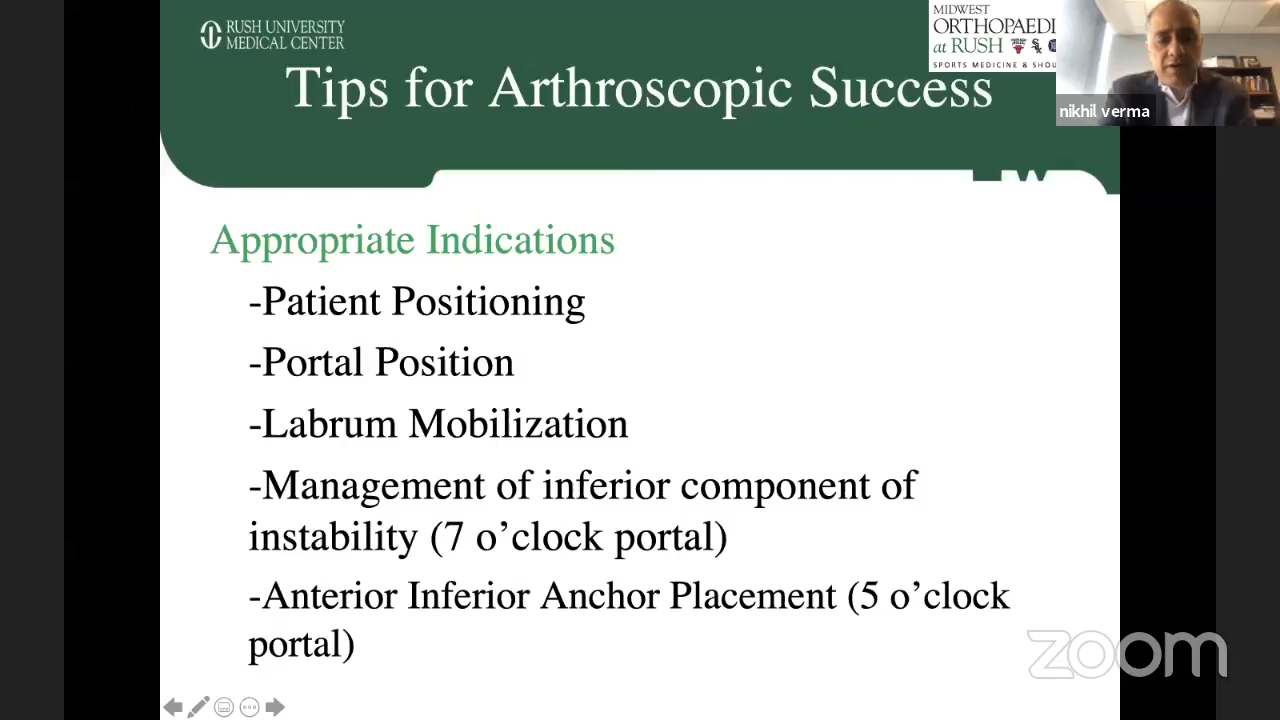 RUSH UNIVERSITY
MEDICAL CENTER
MIDWEST
ORTHOPAEDI
at RUSH
SPORTS MEDICINE & SHOU
nikhil verma
Tips for Arthroscopic Success
Appropriate Indications
-Patient Positioning
-Portal Position
-Labrum Mobilization
-Management of inferior component of
instability (7 o’clock portal)
-Anterior Inferior Anchor Placement (5 o’clock
portal)
zoom